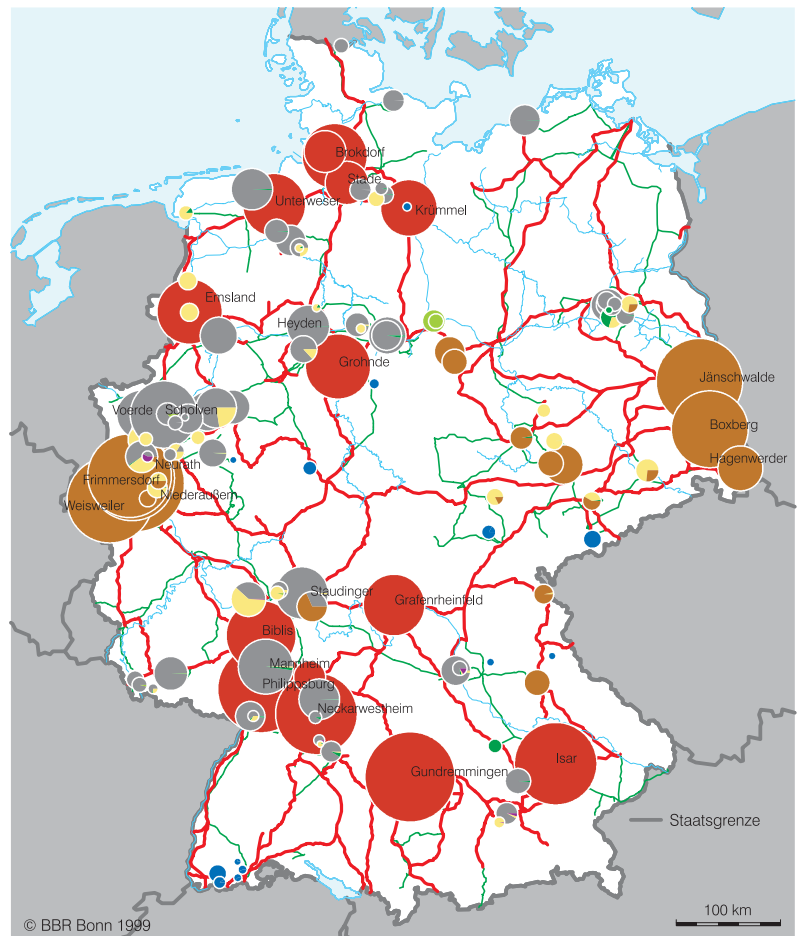 Brokdorf
Stade
Unterweser
Krümmel
Ernsland
Heyden
Grohnde
Jänschwalde
Voerde
Scholven
Boxberg
Hagenwerder
Neurath
Frimmersdorf
Niederaußem
Weisweiler
Staudinger
Grafenrheinfeld
Biblis
Mannheim
Philippsburg
Neckarwestheim
Isar
Gundremmingen
Staatsgrenze
100 km
© BBR Bonn 1999